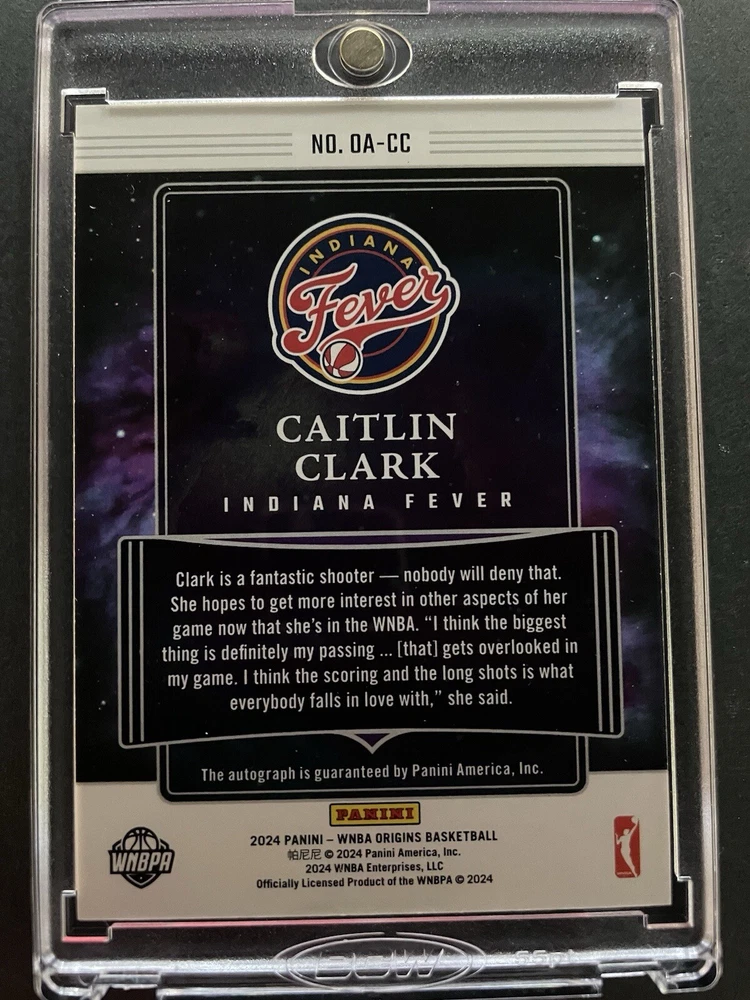 NO. OA-CC
INDIANA
Fever
CAITLIN
CLARK
INDIANA FEVER
Clark is a fantastic shooter — nobody will deny that.
She hopes to get more interest in other aspects of her
game now that she's in the WNBA. “I think the biggest
thing is definitely my passing ... [that] gets overlooked in
my game. I think the scoring and the long shots is what
everybody falls in love with,” she said.
The autograph is guaranteed by Panini America, Inc.
PANINI
2024 PANINI – WNBA ORIGINS BASKETBALL
帕尼尼 © 2024 Panini America, Inc.
2024 WNBA Enterprises, LLC
Officially Licensed Product of the WNBPA © 2024
WNBPA